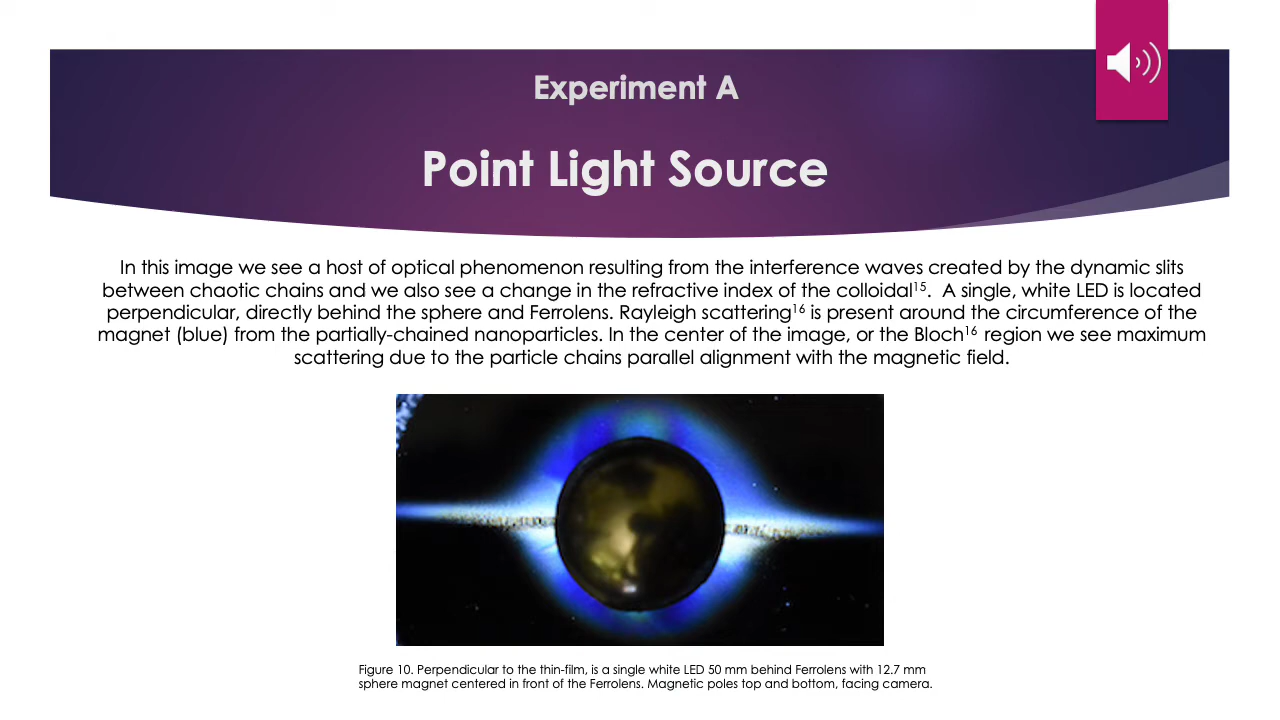 Experiment A
Point Light Source
In this image we see a host of optical phenomenon resulting from the interference waves created by the dynamic slits
between chaotic chains and we also see a change in the refractive index of the colloidal¹⁵.  A single, white LED is located
perpendicular, directly behind the sphere and Ferrolens. Rayleigh scattering¹⁶ is present around the circumference of the
magnet (blue) from the partially-chained nanoparticles. In the center of the image, or the Bloch¹⁶ region we see maximum
scattering due to the particle chains parallel alignment with the magnetic field.
Figure 10. Perpendicular to the thin-film, is a single white LED 50 mm behind Ferrolens with 12.7 mm
sphere magnet centered in front of the Ferrolens. Magnetic poles top and bottom, facing camera.